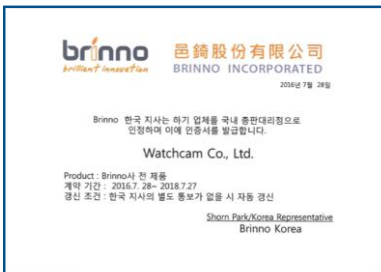 brinno
brilliant innovation
邑錡股份有限公司
BRINNO INCORPORATED
2016년 7월 28일
Brinno 한국 지사는 하기 업체를 국내 총판대리점으로
인정하며 이에 인증서를 발급합니다.
Watchcam Co., Ltd.
Product : Brinno사 전 제품
계약 기간 : 2016.7. 28~ 2018.7.27
갱신 조건 : 한국 지사의 별도 통보가 없을 시 자동 갱신
Shorn Park/Korea Representative
Brinno Korea